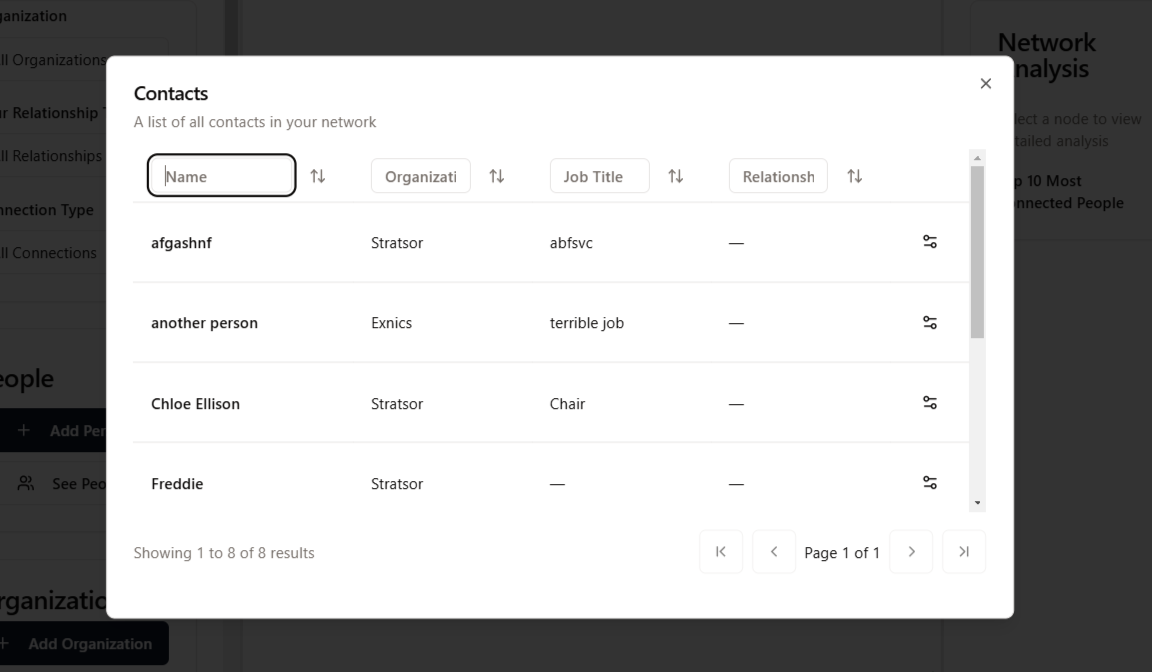 ganization
ll Organizations
r Relationship
ll Relationships
nnection Type
ll Connections
eople
Add Per
See Peo
rganizatio
Add Organization
Contacts
A list of all contacts in your network
Name Organizati Job Title Relationsh
afgashnf Stratsor abfsvc —
another person Exnics terrible job —
Chloe Ellison Stratsor Chair —
Freddie Stratsor — —
Showing 1 to 8 of 8 results Page 1 of 1
Network
nalysis
lect a node to view
tailed analysis
p 10 Most
nnected People